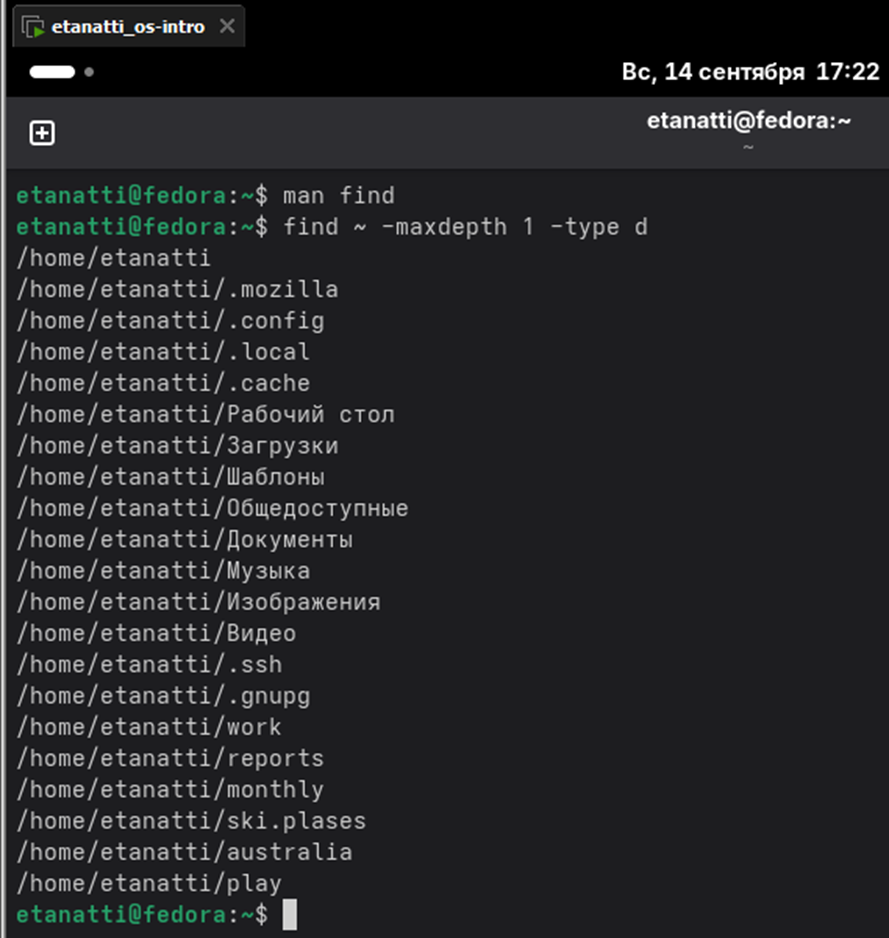 etanatti_os-intro
Вс, 14 сентября 17:22
etanatti@fedora:~
~
etanatti@fedora:~$ man find
etanatti@fedora:~$ find ~ -maxdepth 1 -type d
/home/etanatti
/home/etanatti/.mozilla
/home/etanatti/.config
/home/etanatti/.local
/home/etanatti/.cache
/home/etanatti/Рабочий стол
/home/etanatti/Загрузки
/home/etanatti/Шаблоны
/home/etanatti/Общедоступные
/home/etanatti/Документы
/home/etanatti/Музыка
/home/etanatti/Изображения
/home/etanatti/Видео
/home/etanatti/.ssh
/home/etanatti/.gnupg
/home/etanatti/work
/home/etanatti/reports
/home/etanatti/monthly
/home/etanatti/ski.plases
/home/etanatti/australia
/home/etanatti/play
etanatti@fedora:~$